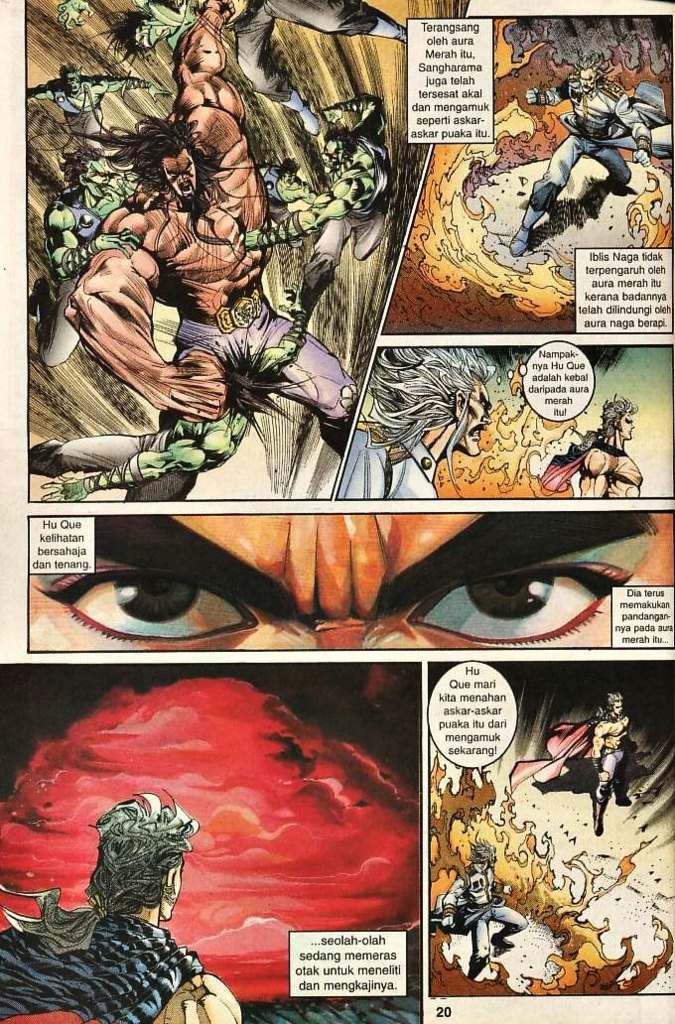 Terangsang
oleh aura
Merah itu,
Sangharama
juga telah
tersesat akal
dan mengamuk
seperti askar-
askar puaka itu.
Iblis Naga tidak
terpengaruh oleh
aura merah itu
kerana badannya
telah dilindungi oleh
aura naga berapi.
Nampak-
nya Hu Que
adalah kebal
daripada aura
merah
itu!
Hu Que
kelihatan
bersahaja
dan tenang.
Dia terus
memakukan
pandangan-
nya pada aura
merah itu...
...seolah-olah
sedang memeras
otak untuk meneliti
dan mengkajinya.
Hu
Que mari
kita menahan
askar-askar
puaka itu dari
mengamuk
sekarang!
20